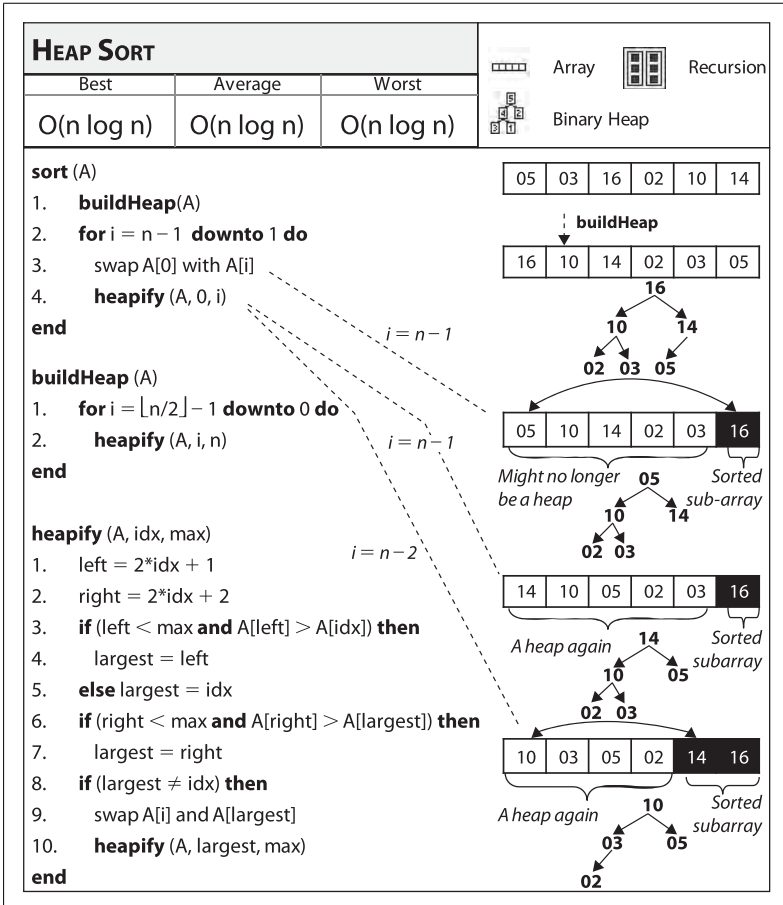 HEAP SORT
Best Average Worst
O(n log n) O(n log n) O(n log n)
Array Recursion
Binary Heap
5
4 2
3 1
sort (A)
1. buildHeap(A)
2. for i = n − 1 downto 1 do
3. swap A[0] with A[i]
4. heapify (A, 0, i)
end
buildHeap (A)
1. for i = ⌊n/2⌋ − 1 downto 0 do
2. heapify (A, i, n)
end
heapify (A, idx, max)
1. left = 2*idx + 1
2. right = 2*idx + 2
3. if (left < max and A[left] > A[idx]) then
4. largest = left
5. else largest = idx
6. if (right < max and A[right] > A[largest]) then
7. largest = right
8. if (largest ≠ idx) then
9. swap A[i] and A[largest]
10. heapify (A, largest, max)
end
i = n − 1
i = n − 1
i = n − 2
05 03 16 02 10 14
buildHeap
16 10 14 02 03 05
16
10 14
02 03 05
05 10 14 02 03 16
Might no longer be a heap
Sorted sub-array
05
10 14
02 03
14 10 05 02 03 16
A heap again
Sorted subarray
14
10 05
02 03
10 03 05 02 14 16
A heap again
Sorted subarray
10
03 05
02